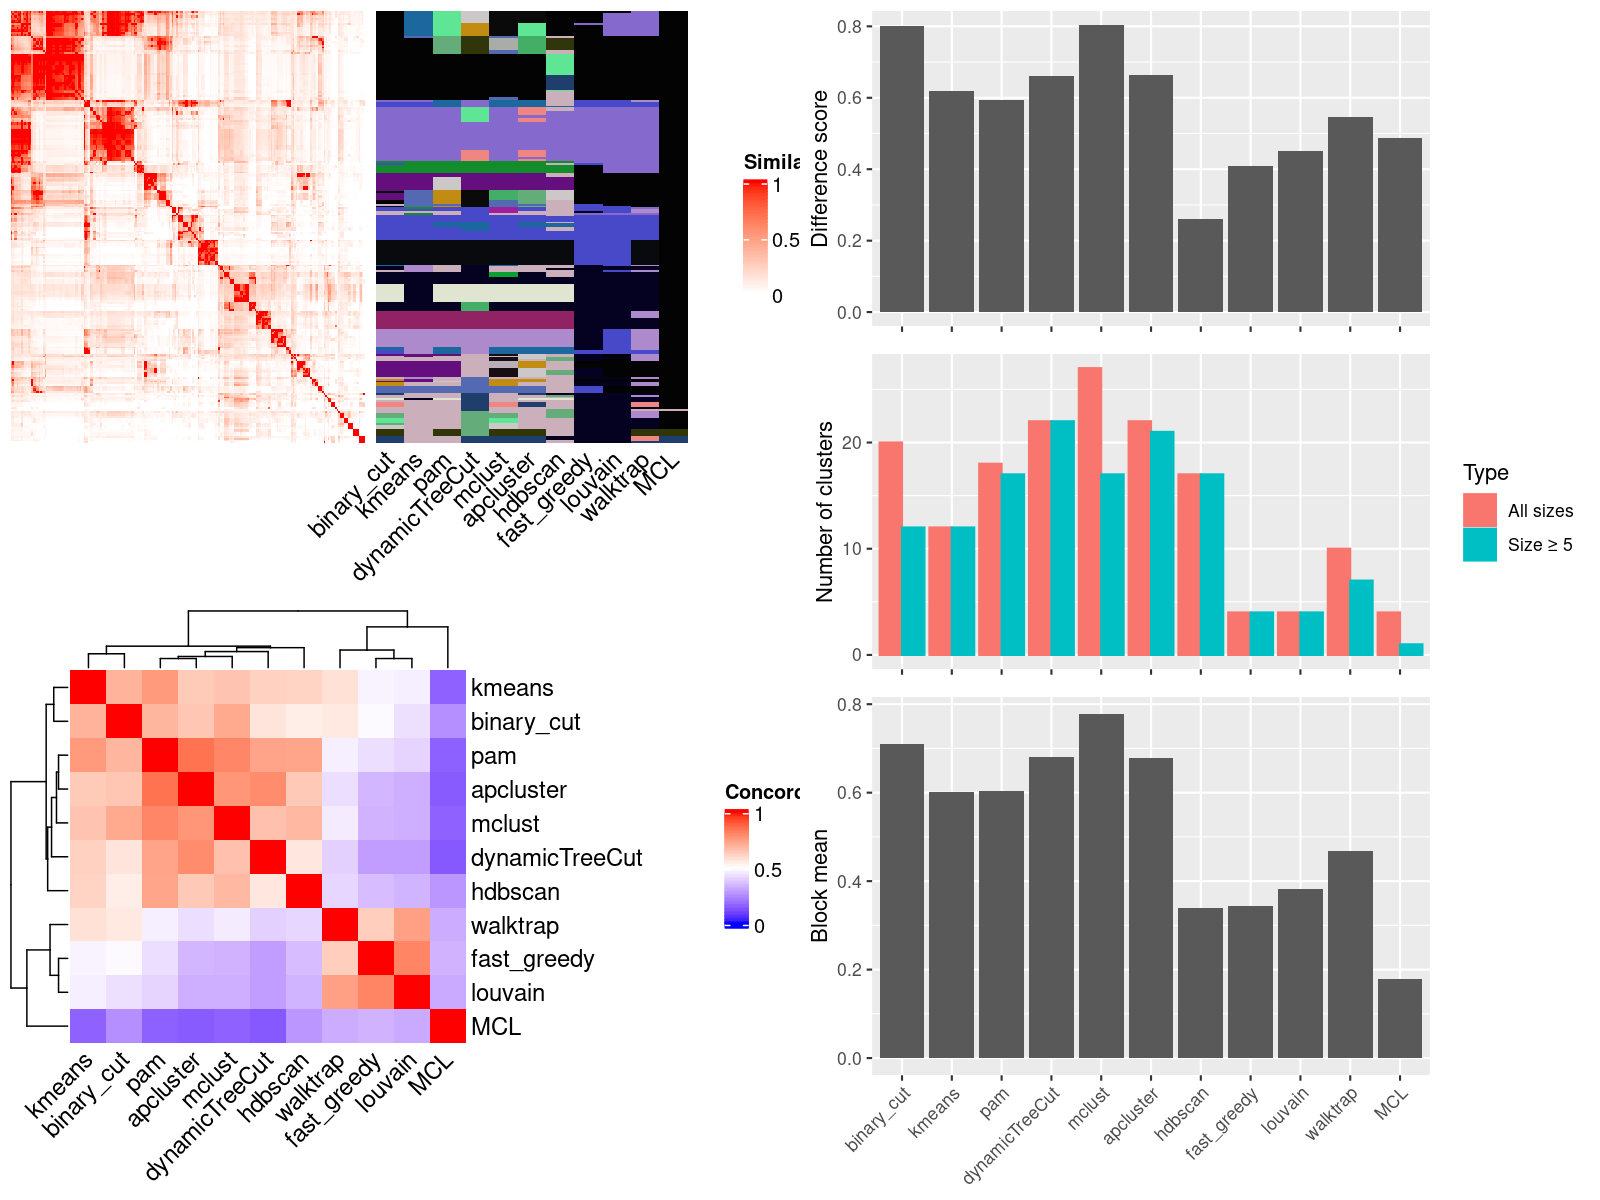 Simila
1
0.5
0
binary_cut
kmeans
pam
dynamicTreeCut
mclust
apcluster
hdbscan
fast_greedy
louvain
walktrap
MCL
Difference score
0.8
0.6
0.4
0.2
0.0
Number of clusters
20
10
0
Type
All sizes
Size ≥ 5
kmeans
binary_cut
pam
apcluster
mclust
dynamicTreeCut
hdbscan
walktrap
fast_greedy
louvain
MCL
kmeans
binary_cut
pam
apcluster
mclust
dynamicTreeCut
hdbscan
walktrap
fast_greedy
louvain
MCL
Concord
1
0.5
0
Block mean
0.8
0.6
0.4
0.2
0.0
binary_cut
kmeans
pam
dynamicTreeCut
mclust
apcluster
hdbscan
fast_greedy
louvain
walktrap
MCL